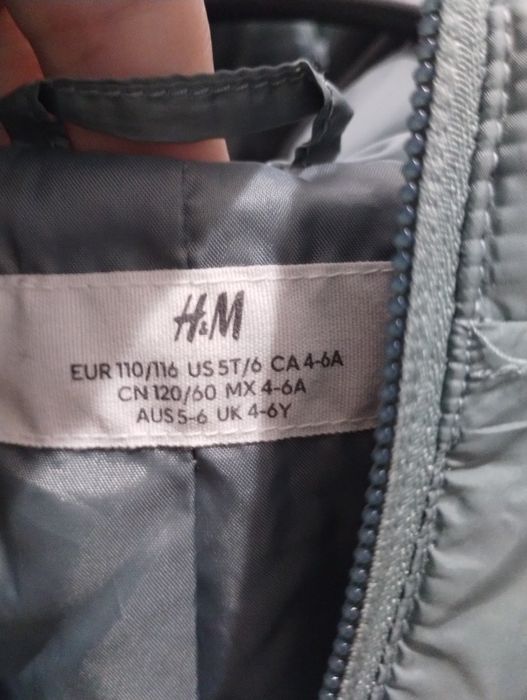 H&M
EUR 110/116 US 5T/6 CA 4-6A
CN 120/60 MX 4-6A
AUS 5-6 UK 4-6Y